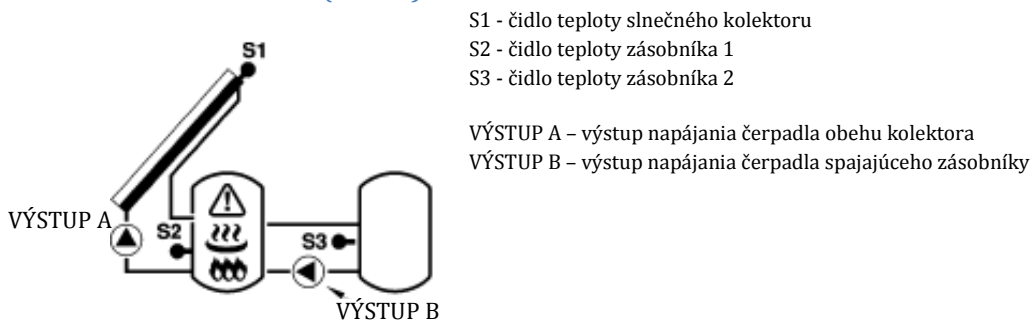 S1 - čidlo teploty slnečného kolektoru
S2 - čidlo teploty zásobníka 1
S3 - čidlo teploty zásobníka 2
VÝSTUP A – výstup napájania čerpadla obehu kolektora
VÝSTUP B – výstup napájania čerpadla spajajúceho zásobníky
S1
VÝSTUP A
S2
S3
VÝSTUP B